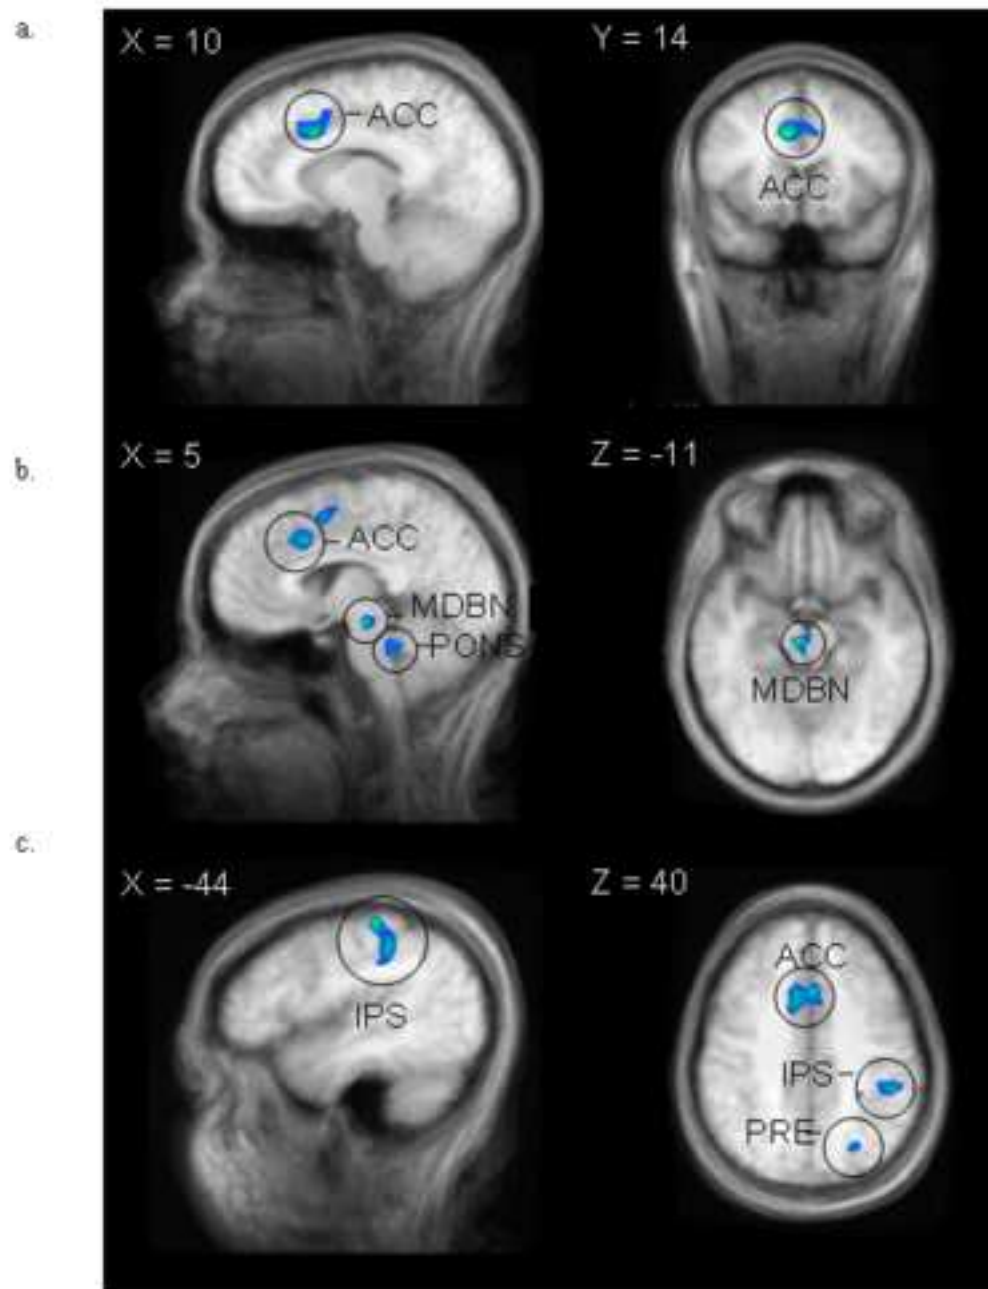 a.
X = 10
Y = 14
ACC
ACC
b.
X = 5
Z = -11
ACC
MDBN
PONS
MDBN
c.
X = -44
Z = 40
ACC
IPS
IPS
PRE